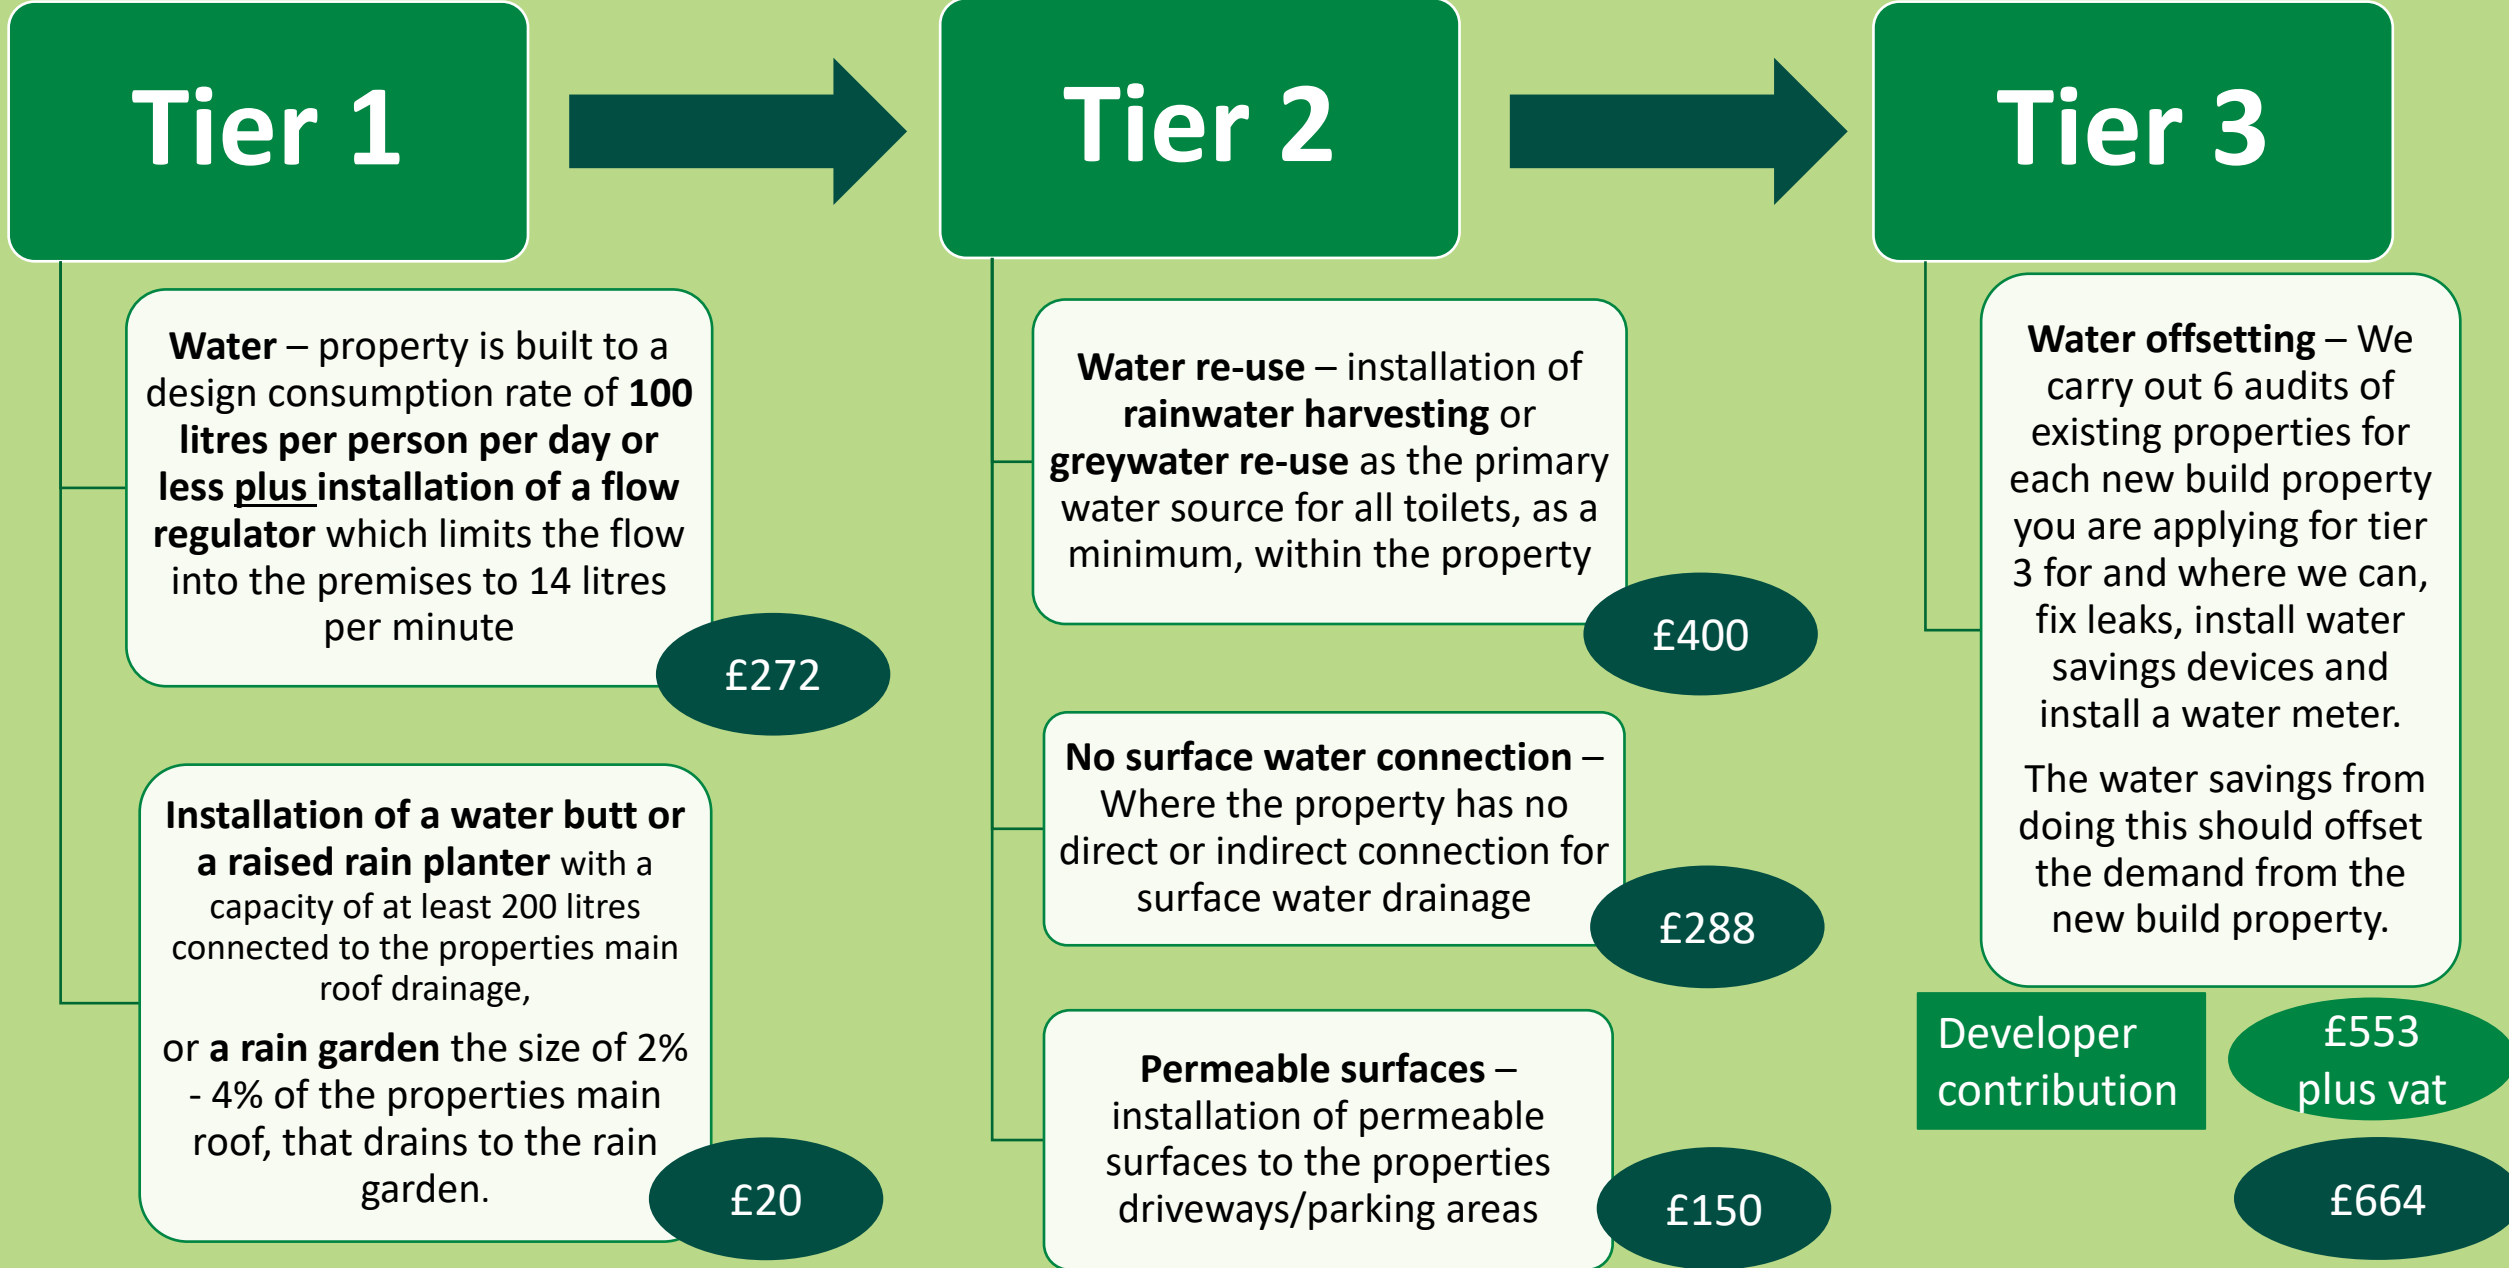 Tier 1
Water – property is built to a
design consumption rate of 100
litres per person per day or
less plus installation of a flow
regulator which limits the flow
into the premises to 14 litres
per minute
£272
Installation of a water butt or
a raised rain planter with a
capacity of at least 200 litres
connected to the properties main
roof drainage,
or a rain garden the size of 2%
- 4% of the properties main
roof, that drains to the rain
garden.
£20
Tier 2
Water re-use – installation of
rainwater harvesting or
greywater re-use as the primary
water source for all toilets, as a
minimum, within the property
£400
No surface water connection –
Where the property has no
direct or indirect connection for
surface water drainage
£288
Permeable surfaces –
installation of permeable
surfaces to the properties
driveways/parking areas
£150
Tier 3
Water offsetting – We
carry out 6 audits of
existing properties for
each new build property
you are applying for tier
3 for and where we can,
fix leaks, install water
savings devices and
install a water meter.
The water savings from
doing this should offset
the demand from the
new build property.
Developer
contribution
£553
plus vat
£664